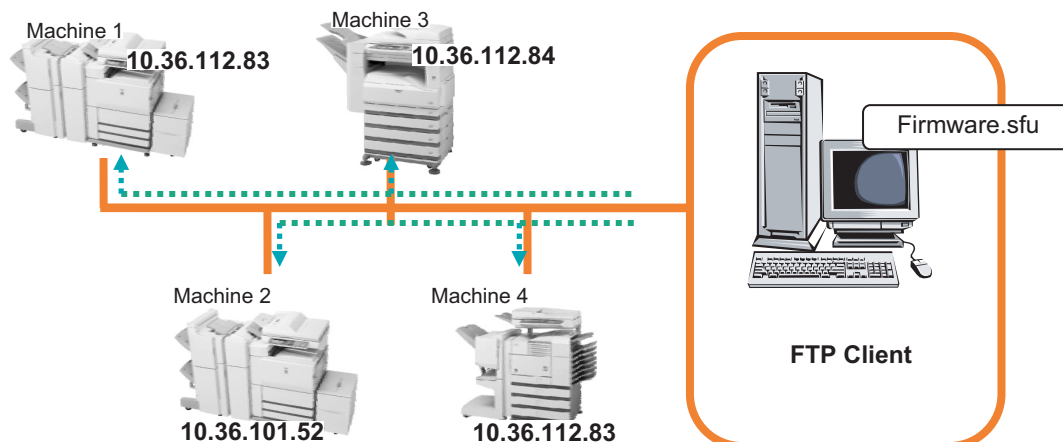 Machine 1
10.36.112.83
Machine 3
10.36.112.84
Firmware.sfu
Machine 2
10.36.101.52
Machine 4
10.36.112.83
FTP Client